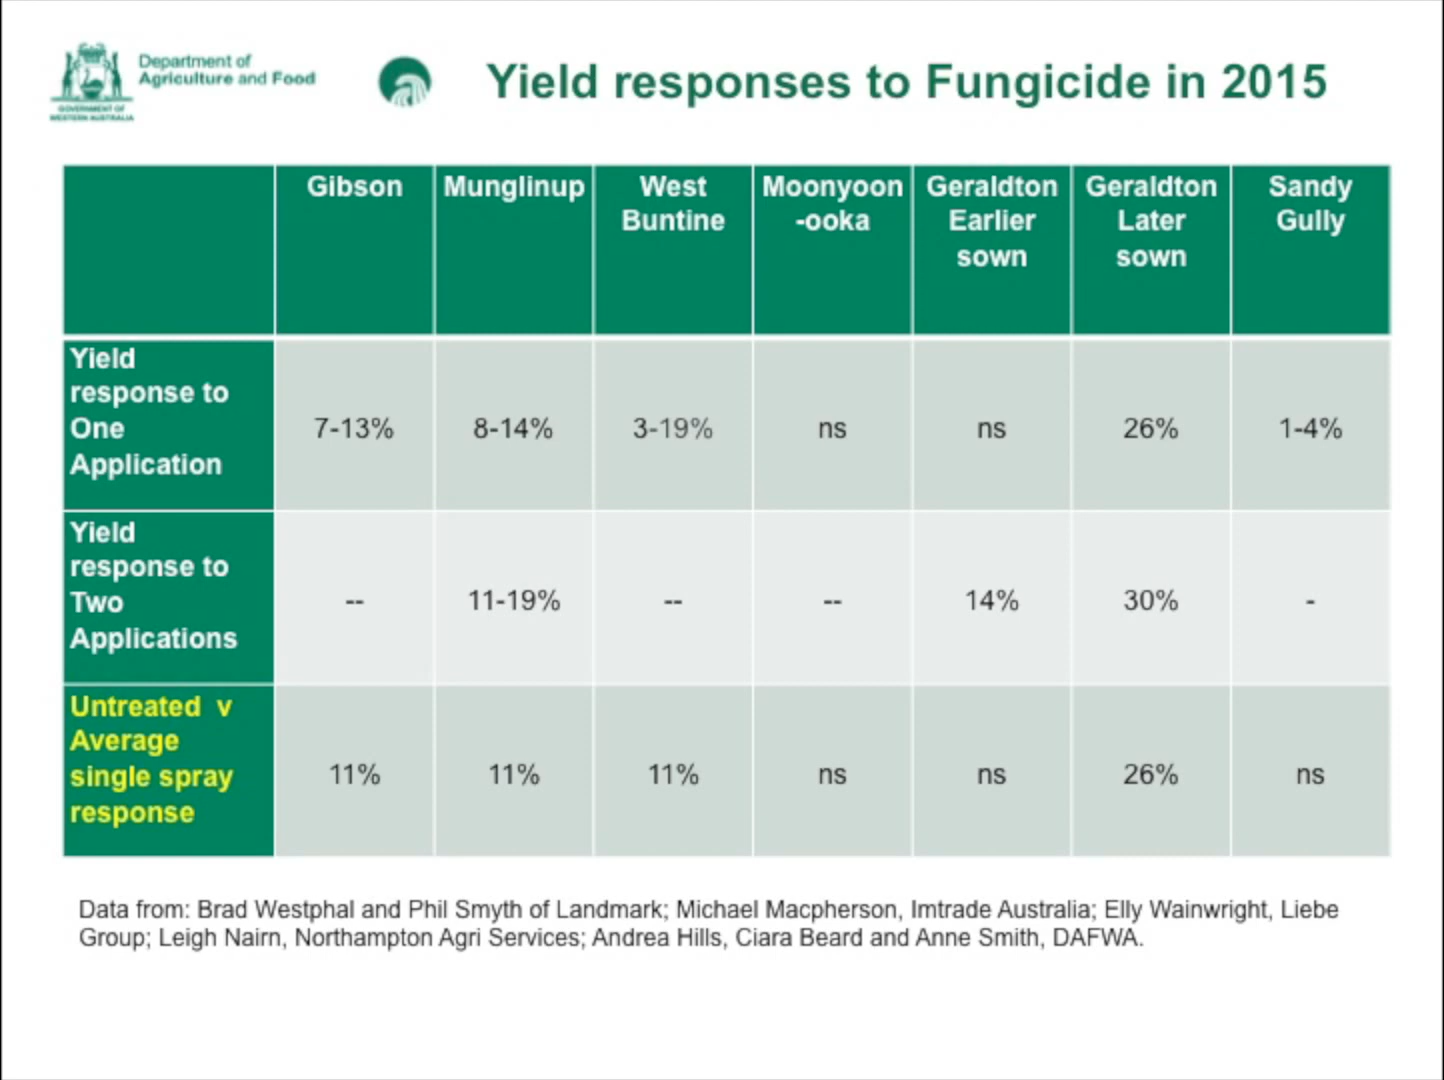 Department of
Agriculture and Food
GOVERNMENT OF
WESTERN AUSTRALIA
Yield responses to Fungicide in 2015
Gibson
Munglinup
West
Buntine
Moonyoon
-ooka
Geraldton
Earlier
sown
Geraldton
Later
sown
Sandy
Gully
Yield
response to
One
Application
7-13%
8-14%
3-19%
ns
ns
26%
1-4%
Yield
response to
Two
Applications
--
11-19%
--
--
14%
30%
-
Untreated v
Average
single spray
response
11%
11%
11%
ns
ns
26%
ns
Data from: Brad Westphal and Phil Smyth of Landmark; Michael Macpherson, Imtrade Australia; Elly Wainwright, Liebe
Group; Leigh Nairn, Northampton Agri Services; Andrea Hills, Ciara Beard and Anne Smith, DAFWA.